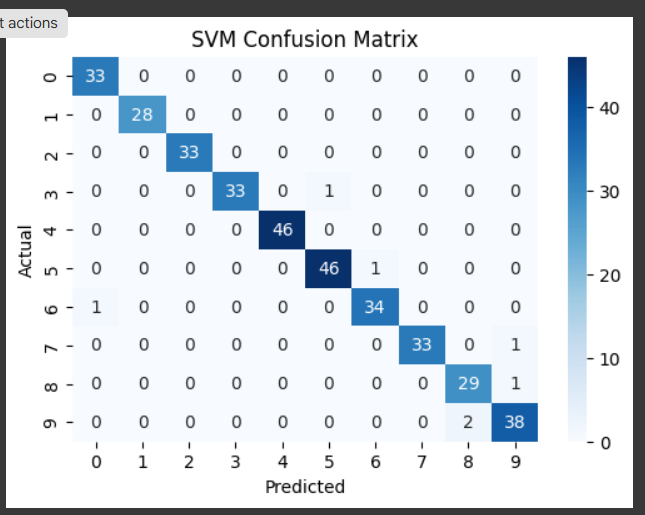 t actions
SVM Confusion Matrix
0 33 0 0 0 0 0 0 0 0 0
1 0 28 0 0 0 0 0 0 0 0
2 0 0 33 0 0 0 0 0 0 0
3 0 0 0 33 0 1 0 0 0 0
4 0 0 0 0 46 0 0 0 0 0
5 0 0 0 0 0 46 1 0 0 0
6 1 0 0 0 0 0 34 0 0 0
7 0 0 0 0 0 0 0 33 0 1
8 0 0 0 0 0 0 0 0 29 1
9 0 0 0 0 0 0 0 0 2 38
0 1 2 3 4 5 6 7 8 9
Predicted
Actual
40
30
20
10
0